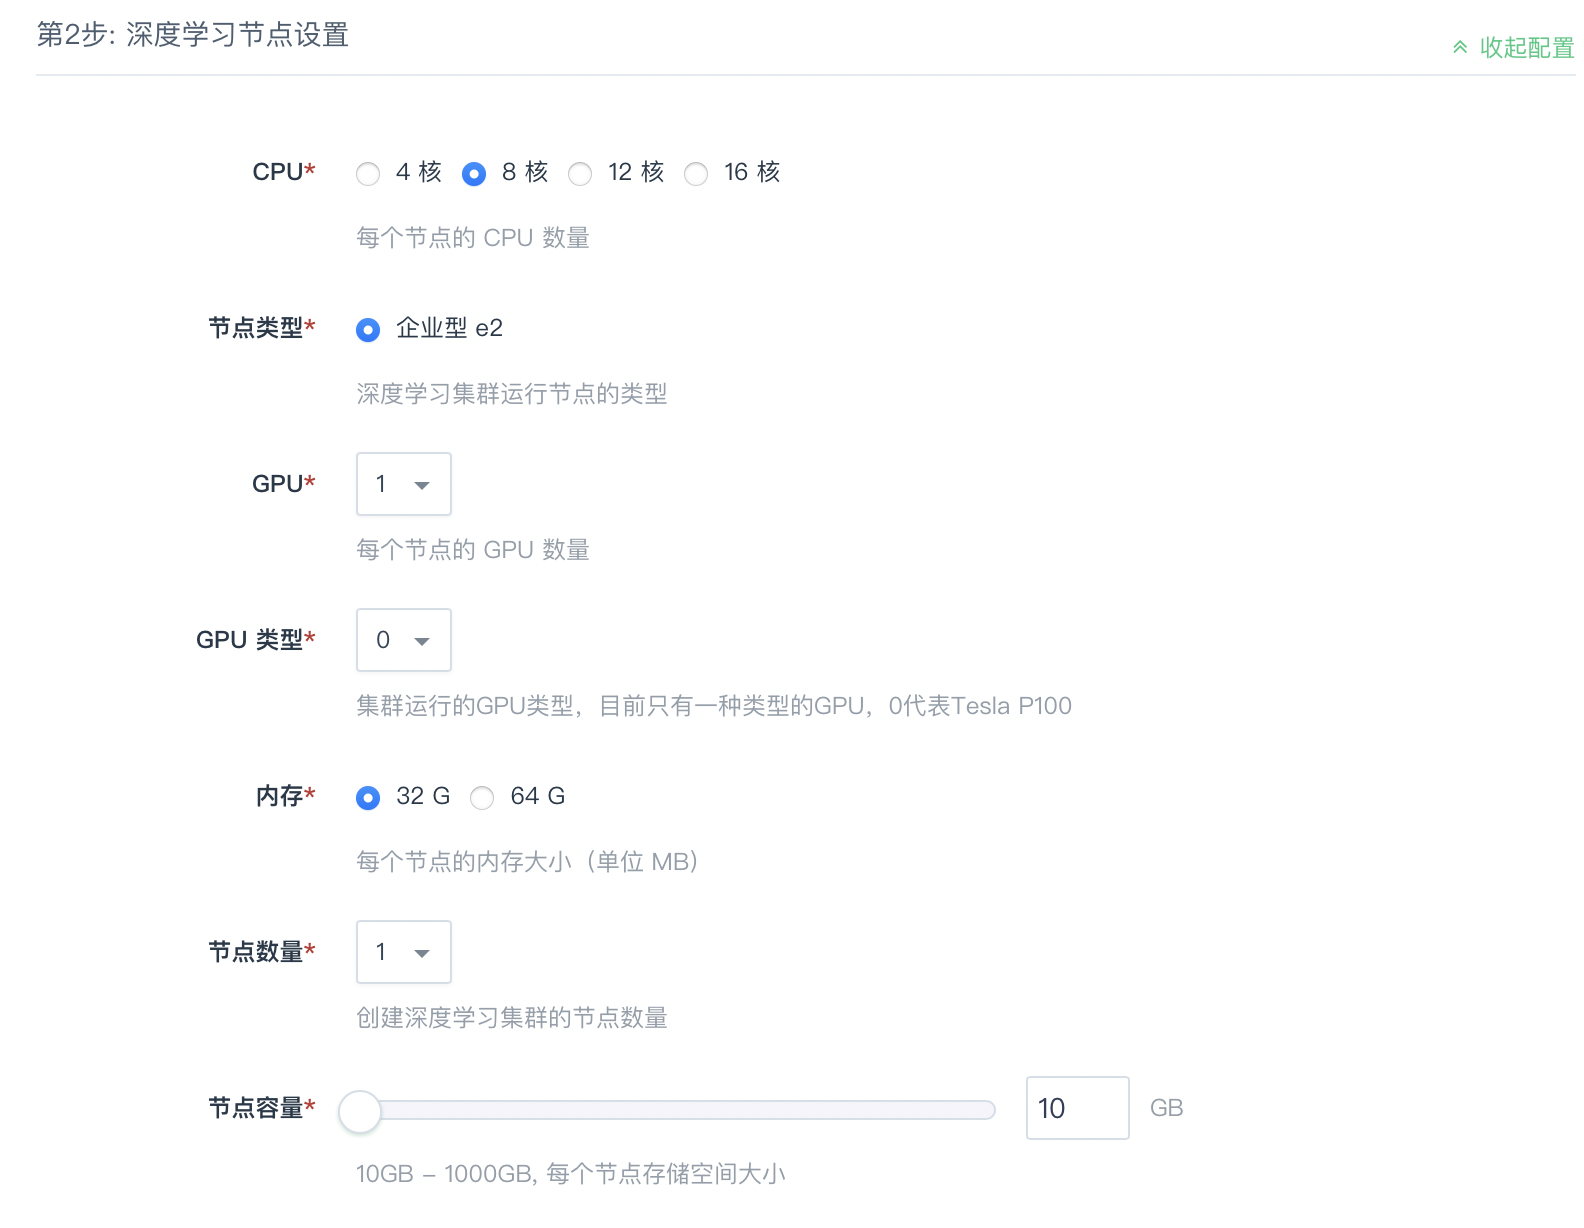 第2步: 深度学习节点设置
收起配置
CPU* 4 核 8 核 12 核 16 核
每个节点的 CPU 数量
节点类型* 企业型 e2
深度学习集群运行节点的类型
GPU* 1
每个节点的 GPU 数量
GPU 类型* 0
集群运行的GPU类型，目前只有一种类型的GPU，0代表Tesla P100
内存* 32 G 64 G
每个节点的内存大小（单位 MB）
节点数量* 1
创建深度学习集群的节点数量
节点容量* 10 GB
10GB – 1000GB, 每个节点存储空间大小